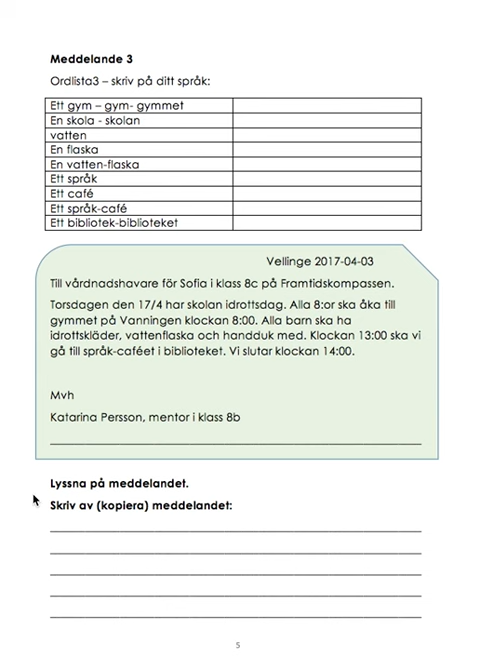 Meddelande 3
Ordlista3 – skriv på ditt språk:
Ett gym – gym- gymmet
En skola - skolan
vatten
En flaska
En vatten-flaska
Ett språk
Ett café
Ett språk-café
Ett bibliotek-biblioteket
Vellinge 2017-04-03
Till vårdnadshavare för Sofia i klass 8c på Framtidskompassen.
Torsdagen den 17/4 har skolan idrottsdag. Alla 8:or ska åka till
gymmet på Vanningen klockan 8:00. Alla barn ska ha
idrottskläder, vattenflaska och handduk med. Klockan 13:00 ska vi
gå till språk-caféet i biblioteket. Vi slutar klockan 14:00.
Mvh
Katarina Persson, mentor i klass 8b
Lyssna på meddelandet.
Skriv av (kopiera) meddelandet:
5